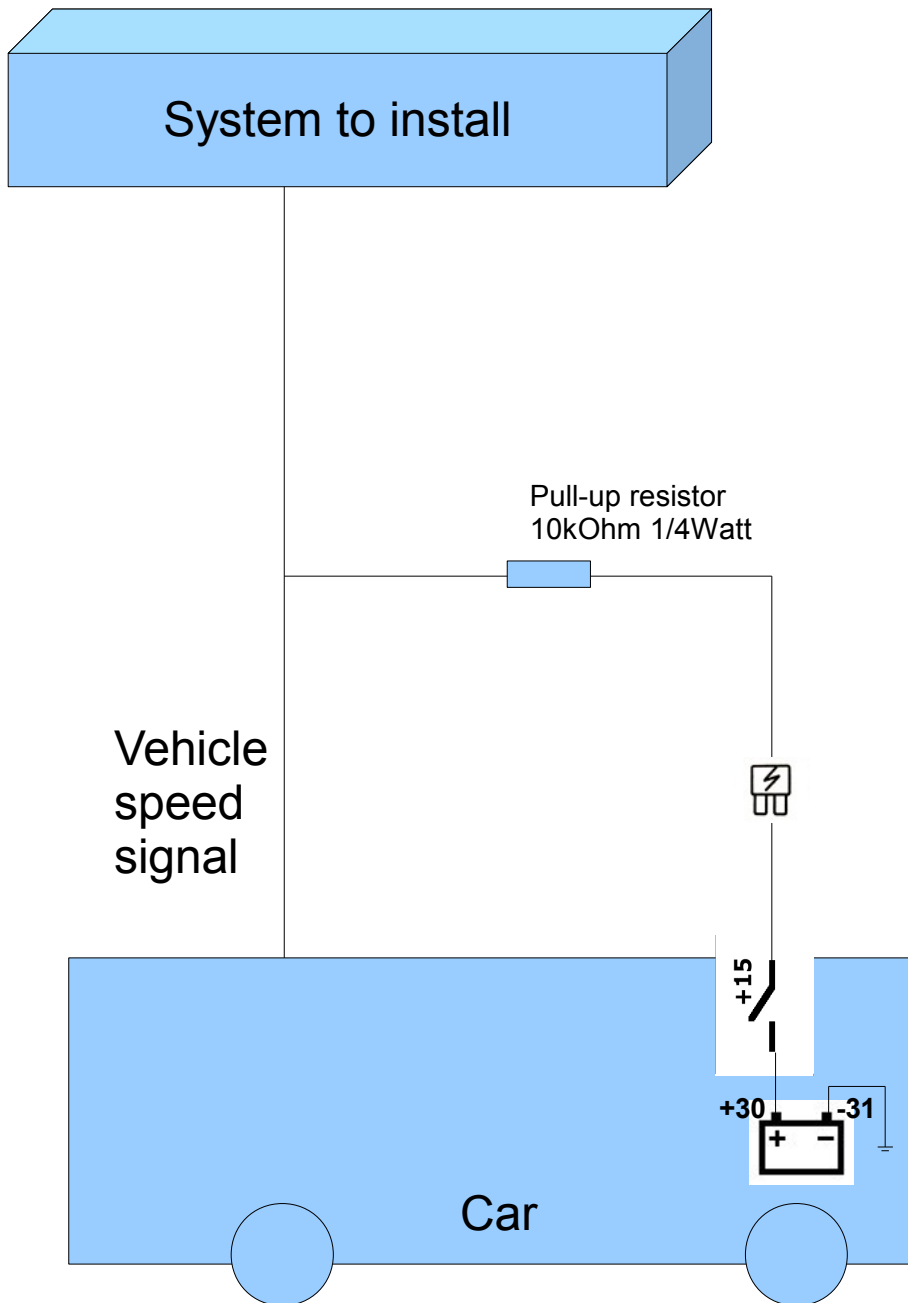 System to install
Pull-up resistor
10kOhm 1/4Watt
Vehicle
speed
signal
+15
+30
-31
+ −
Car